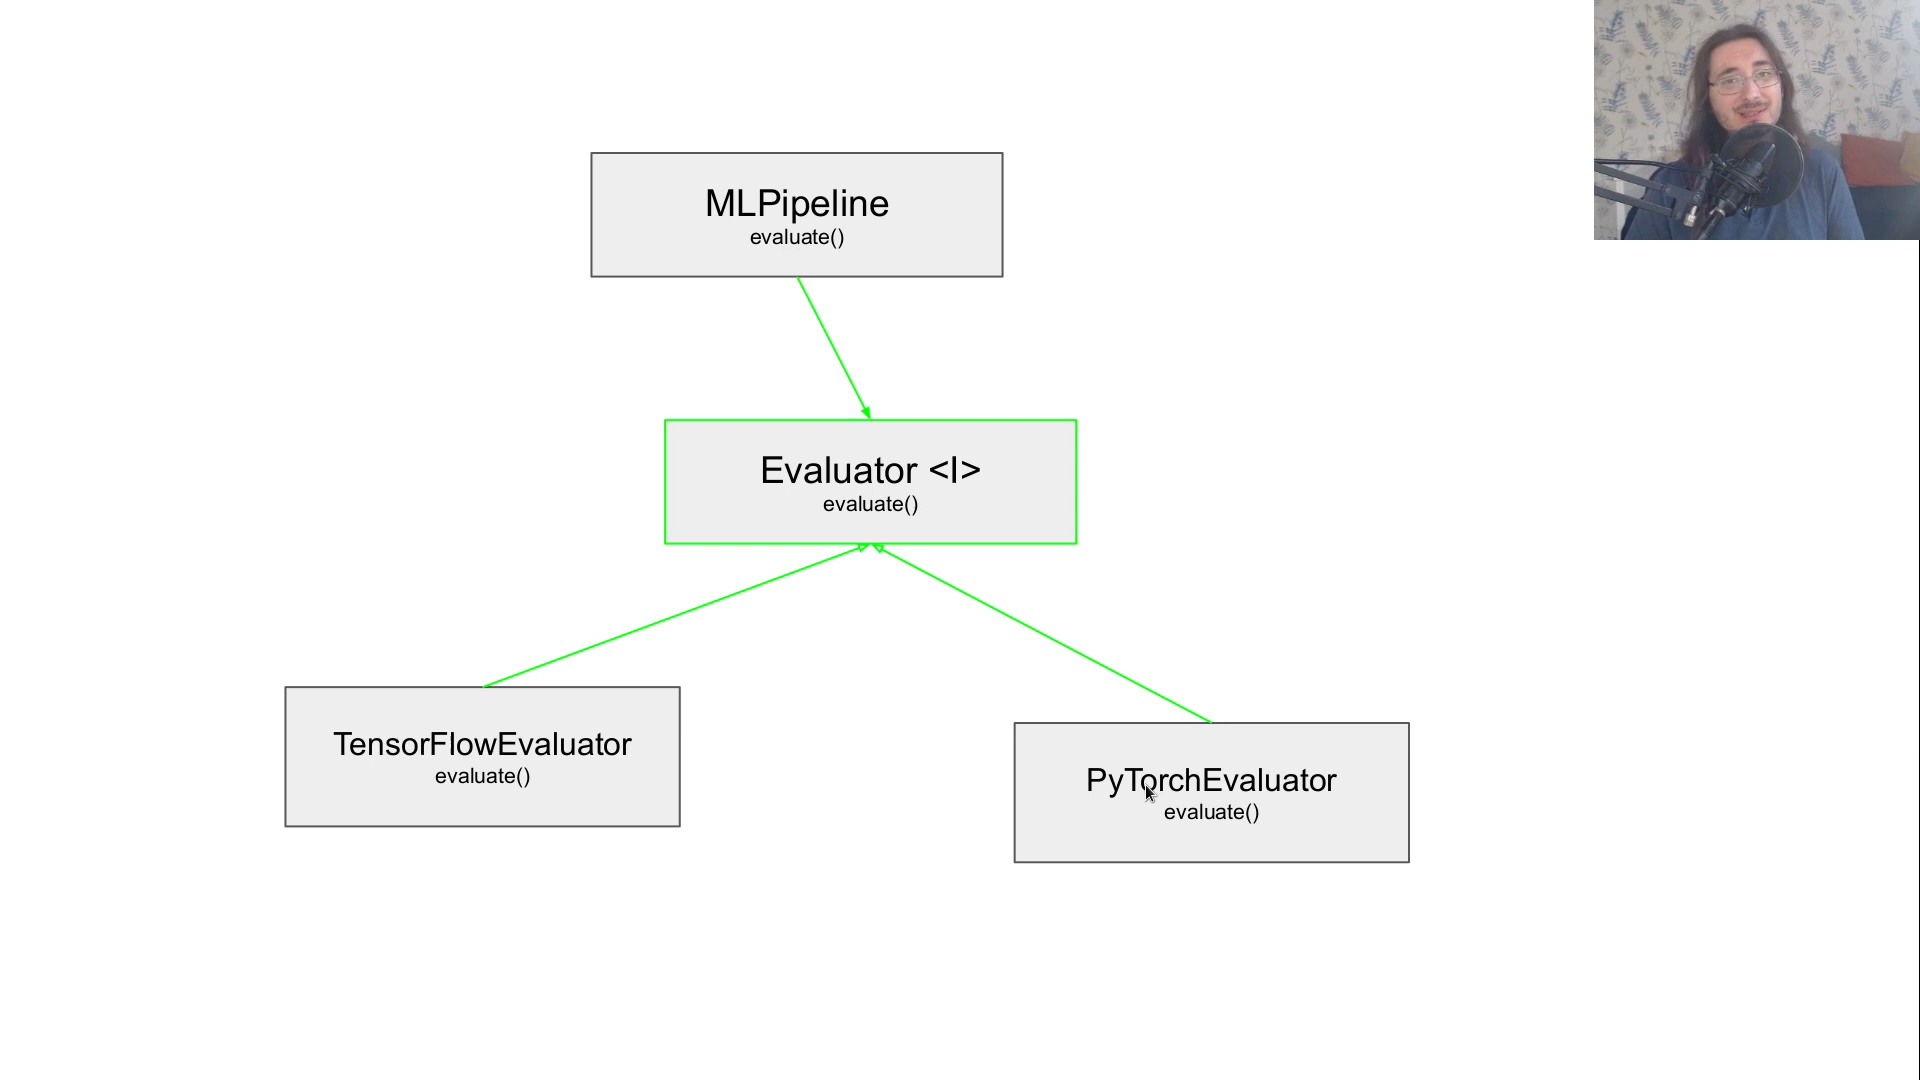 MLPipeline
evaluate()
Evaluator <I>
evaluate()
TensorFlowEvaluator
evaluate()
PyTorchEvaluator
evaluate()